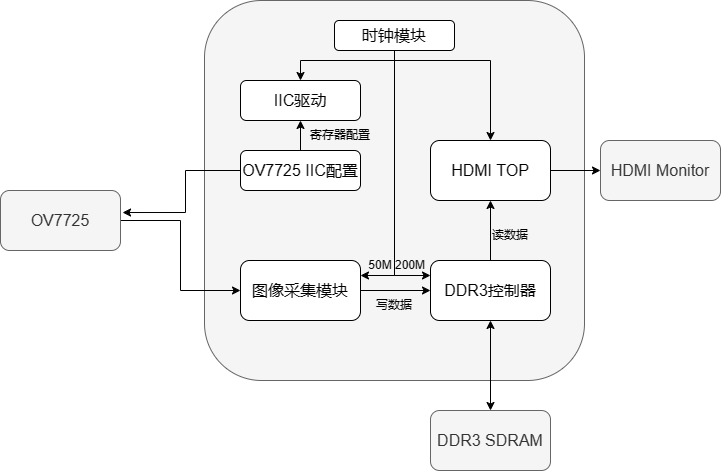 时钟模块
IIC驱动
寄存器配置
OV7725 IIC配置
HDMI TOP
HDMI Monitor
OV7725
读数据
50M
200M
图像采集模块
写数据
DDR3控制器
DDR3 SDRAM